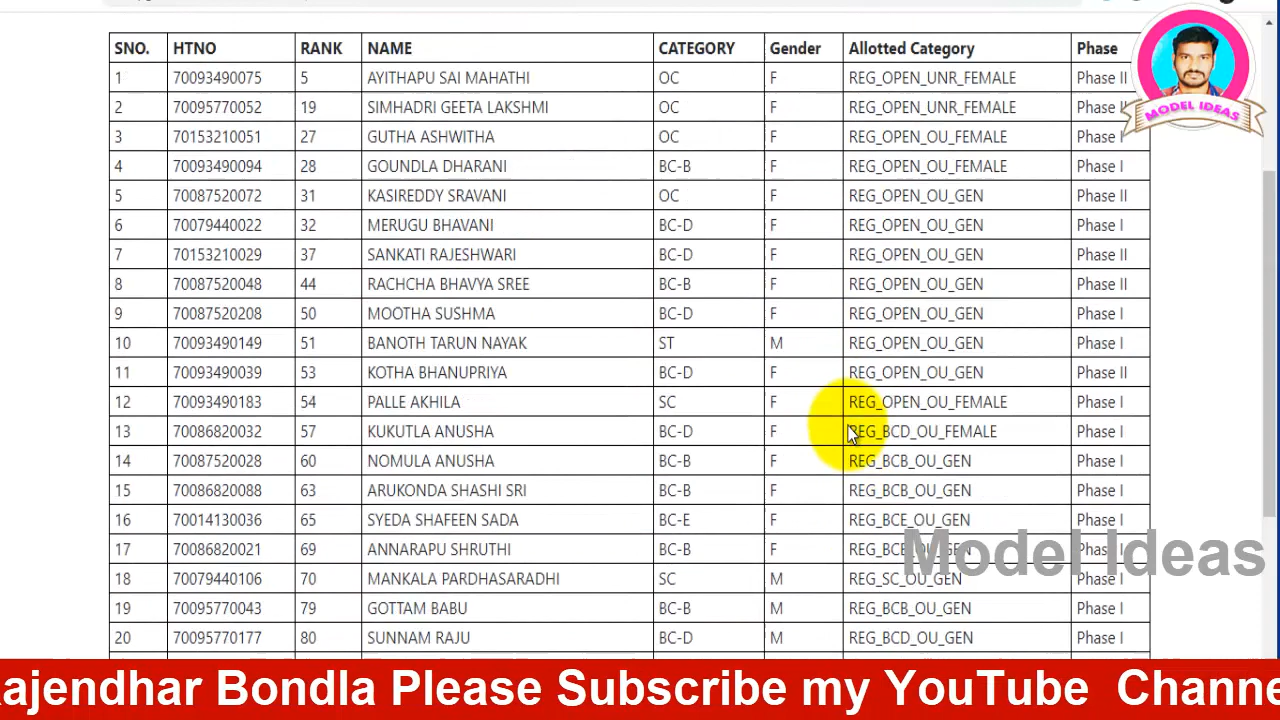 SNO. HTNO RANK NAME CATEGORY Gender Allotted Category Phase
1 70093490075 5 AYITHAPU SAI MAHATHI OC F REG_OPEN_UNR_FEMALE Phase II
2 70095770052 19 SIMHADRI GEETA LAKSHMI OC F REG_OPEN_UNR_FEMALE Phase
3 70153210051 27 GUTHA ASHWITHA OC F REG_OPEN_OU_FEMALE Phase I
4 70093490094 28 GOUNDLA DHARANI BC-B F REG_OPEN_OU_FEMALE Phase I
5 70087520072 31 KASIREDDY SRAVANI OC F REG_OPEN_OU_GEN Phase II
6 70079440022 32 MERUGU BHAVANI BC-D F REG_OPEN_OU_GEN Phase I
7 70153210029 37 SANKATI RAJESHWARI BC-D F REG_OPEN_OU_GEN Phase II
8 70087520048 44 RACHCHA BHAVYA SREE BC-B F REG_OPEN_OU_GEN Phase I
9 70087520208 50 MOOTHA SUSHMA BC-D F REG_OPEN_OU_GEN Phase I
10 70093490149 51 BANOTH TARUN NAYAK ST M REG_OPEN_OU_GEN Phase I
11 70093490039 53 KOTHA BHANUPRIYA BC-D F REG_OPEN_OU_GEN Phase II
12 70093490183 54 PALLE AKHILA SC F REG_OPEN_OU_FEMALE Phase I
13 70086820032 57 KUKUTLA ANUSHA BC-D F REG_BCD_OU_FEMALE Phase I
14 70087520028 60 NOMULA ANUSHA BC-B F REG_BCB_OU_GEN Phase I
15 70086820088 63 ARUKONDA SHASHI SRI BC-B F REG_BCB_OU_GEN Phase I
16 70014130036 65 SYEDA SHAFEEN SADA BC-E F REG_BCE_OU_GEN Phase I
17 70086820021 69 ANNARAPU SHRUTHI BC-B F
18 70079440106 70 MANKALA PARDHASARADHI SC M REG_SC_OU_GEN Phase I
19 70095770043 79 GOTTAM BABU BC-B M REG_BCB_OU_GEN Phase I
20 70095770177 80 SUNNAM RAJU BC-D M REG_BCD_OU_GEN Phase I
MODEL IDEAS
Model Ideas
ajendhar Bondla Please Subscribe my YouTube Channe